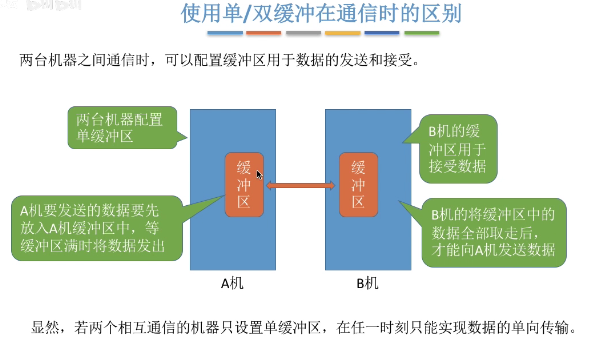 使用单/双缓冲在通信时的区别
两台机器之间通信时，可以配置缓冲区用于数据的发送和接受。
两台机器配置
单缓冲区
B机的缓
冲区用于
接受数据
缓
冲
区
缓
冲
区
A机要发送的数据要先
放入A机缓冲区中，等
缓冲区满时将数据发出
B机的将缓冲区中的
数据全部取走后，
才能向A机发送数据
A机
B机
显然，若两个相互通信的机器只设置单缓冲区，在任一时刻只能实现数据的单向传输。